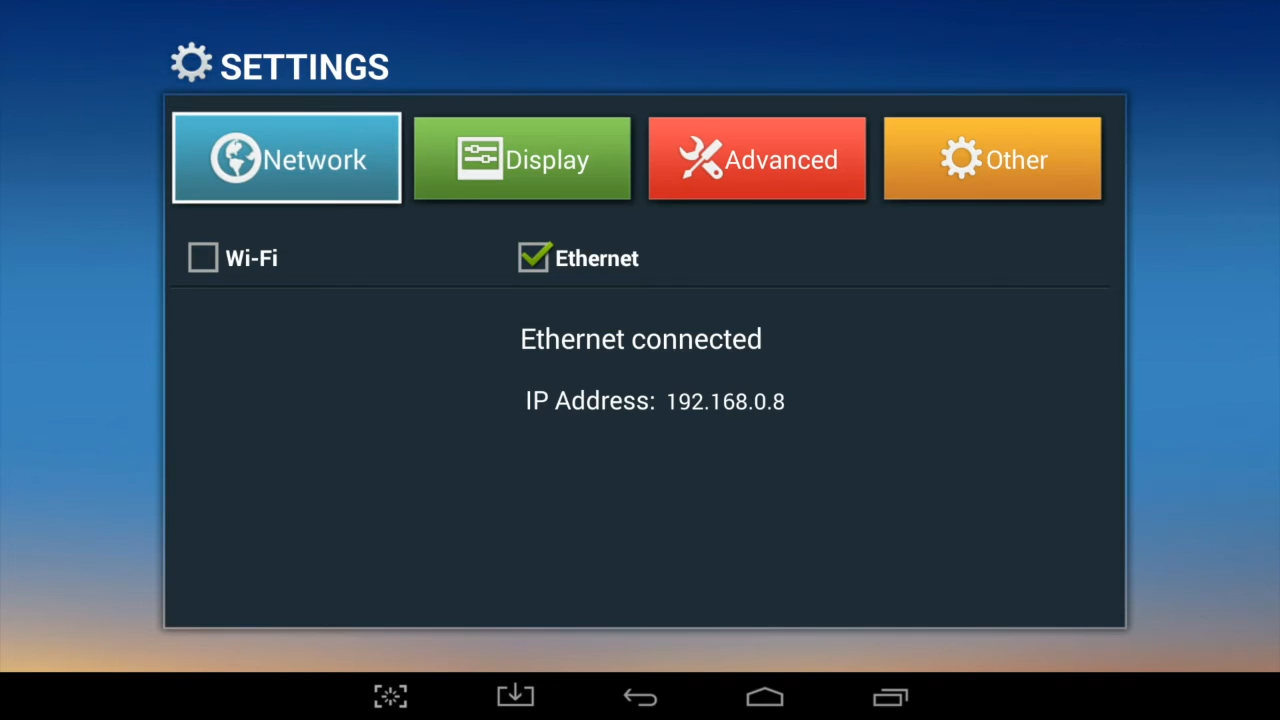 SETTINGS
Network Display Advanced Other
Wi-Fi Ethernet
Ethernet connected
IP Address: 192.168.0.8